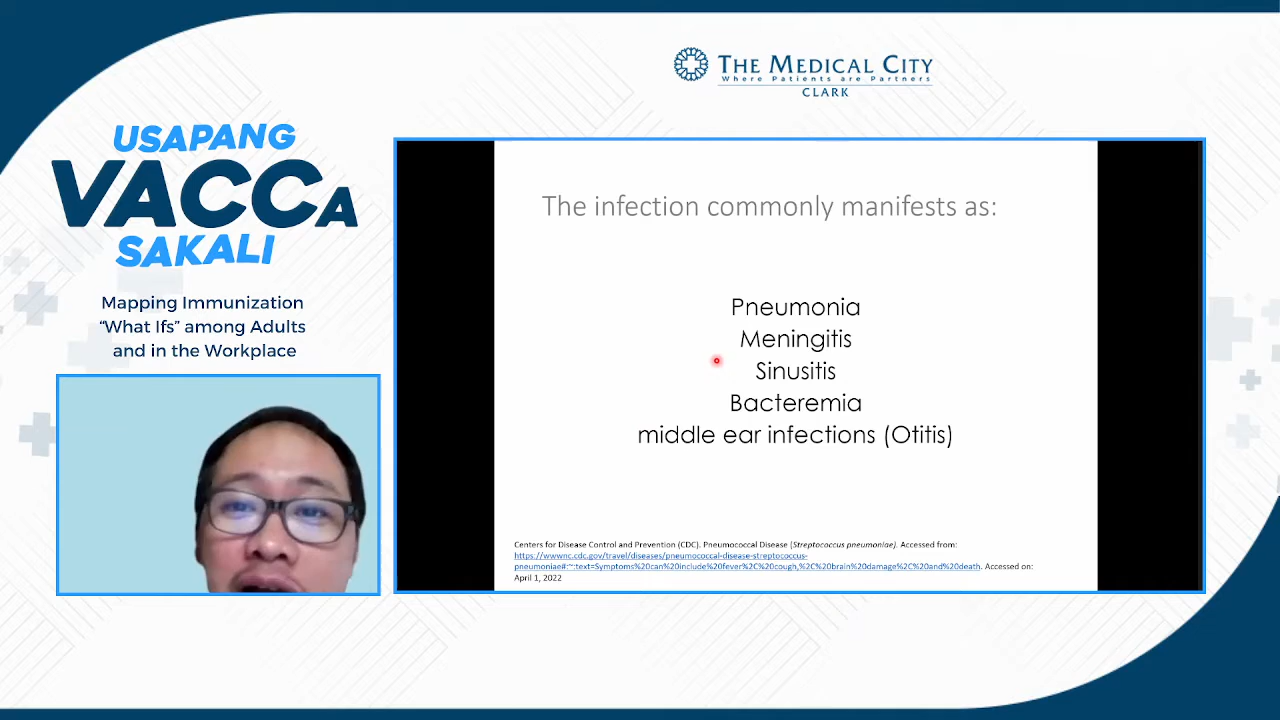 THE MEDICAL CITY
Where Patients are Partners
CLARK
USAPANG
VACCA
SAKALI
Mapping Immunization
“What Ifs” among Adults
and in the Workplace
The infection commonly manifests as:
Pneumonia
Meningitis
Sinusitis
Bacteremia
middle ear infections (Otitis)
Centers for Disease Control and Prevention (CDC). Pneumococcal Disease (Streptococcus pneumoniae). Accessed from:
https://wwwnc.cdc.gov/travel/diseases/pneumococcal-disease-streptococcus-
pneumoniae#:~:text=Symptoms%20can%20include%20fever%2C%20cough,%2C%20brain%20damage%2C%20and%20death. Accessed on:
April 1, 2022